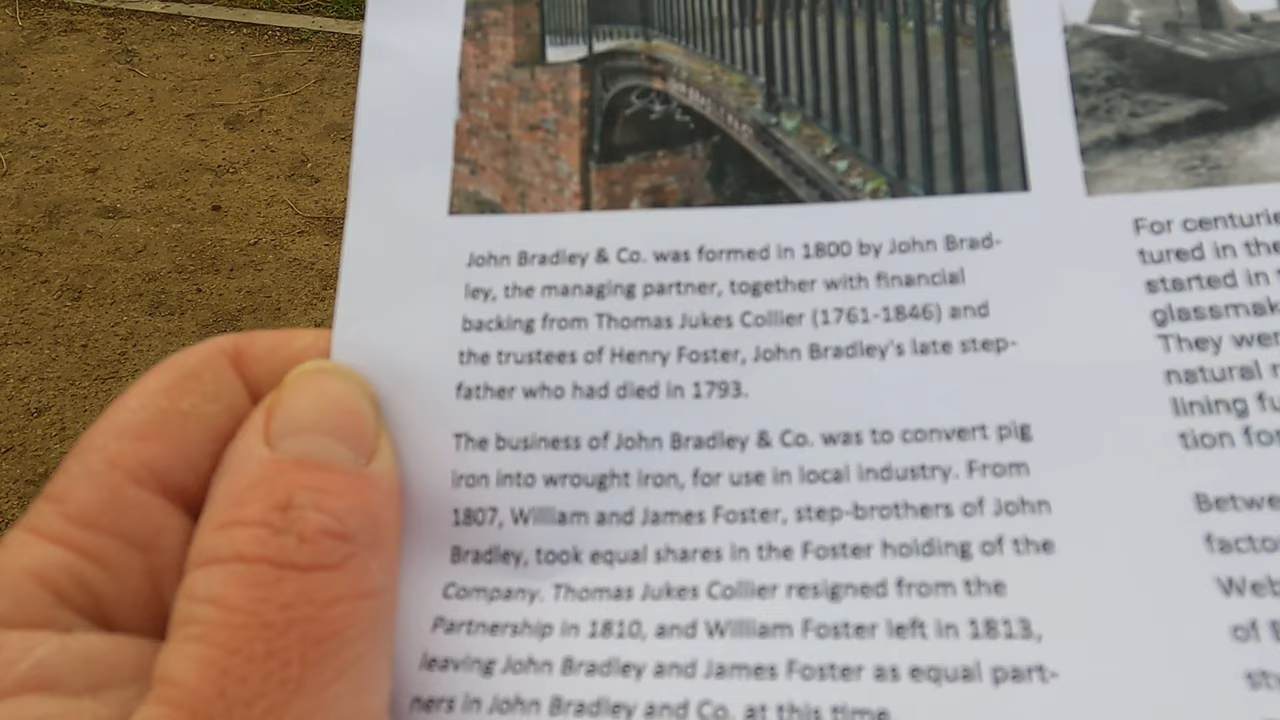 John Bradley & Co. was formed in 1800 by John Brad-
ley, the managing partner, together with financial
backing from Thomas Jukes Collier (1761-1846) and
the trustees of Henry Foster, John Bradley's late step-
father who had died in 1793.
The business of John Bradley & Co. was to convert pig
iron into wrought iron, for use in local industry. From
1807, William and James Foster, step-brothers of John
Bradley, took equal shares in the Foster holding of the
Company. Thomas Jukes Collier resigned from the
Partnership in 1810, and William Foster left in 1813,
leaving John Bradley and James Foster as equal part-
ners in John Bradley and Co. at this time.
For centurie
tured in the
started in
glassmak
They wer
natural
lining fu
tion for
Betwe
facto
Web
of